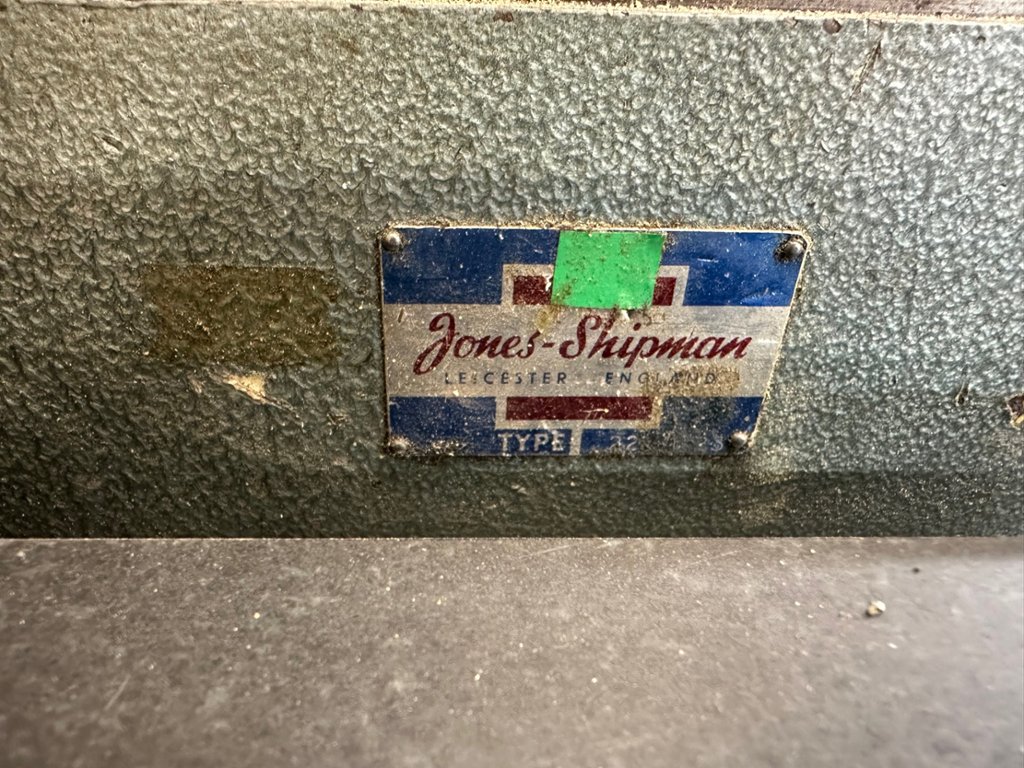 Jones-Shipman
LEICESTER ENGLAND
TYPE